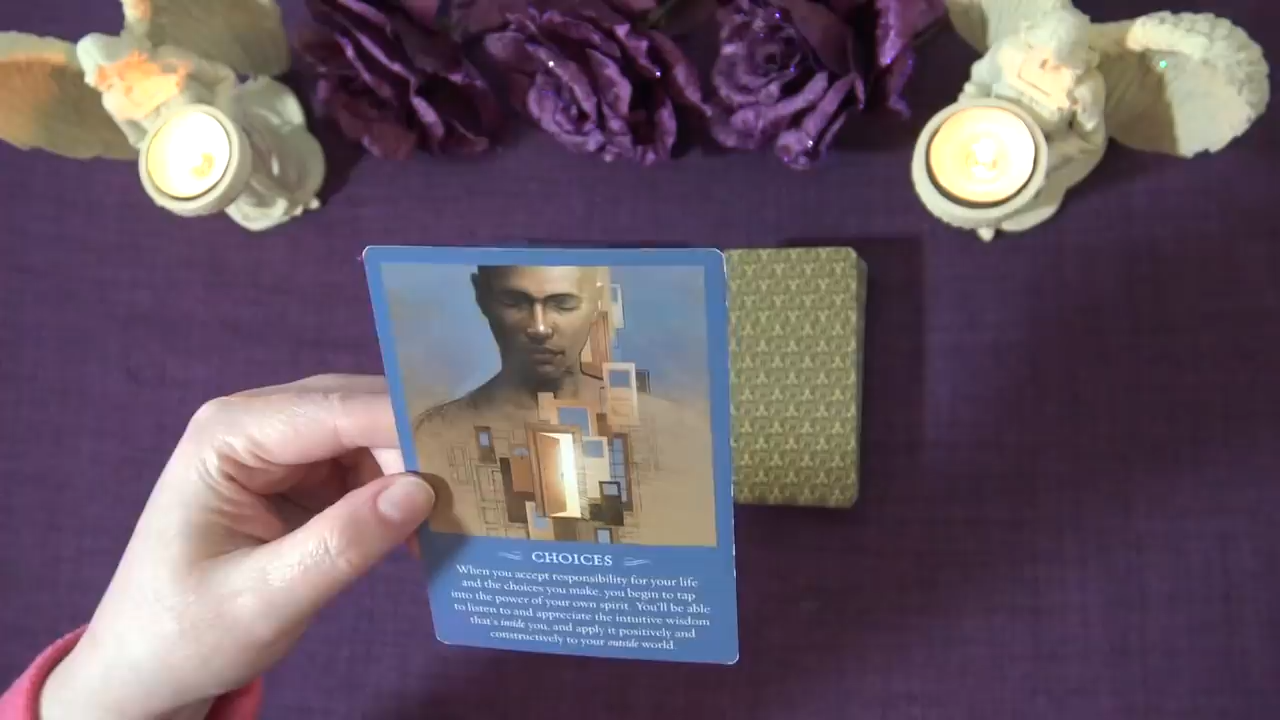 CHOICES
When you accept responsibility for your life
and the choices you make, you begin to tap
into the power of your own spirit. You'll be able
to listen to and appreciate the intuitive wisdom
that's inside you, and apply it positively and
constructively to your outside world.